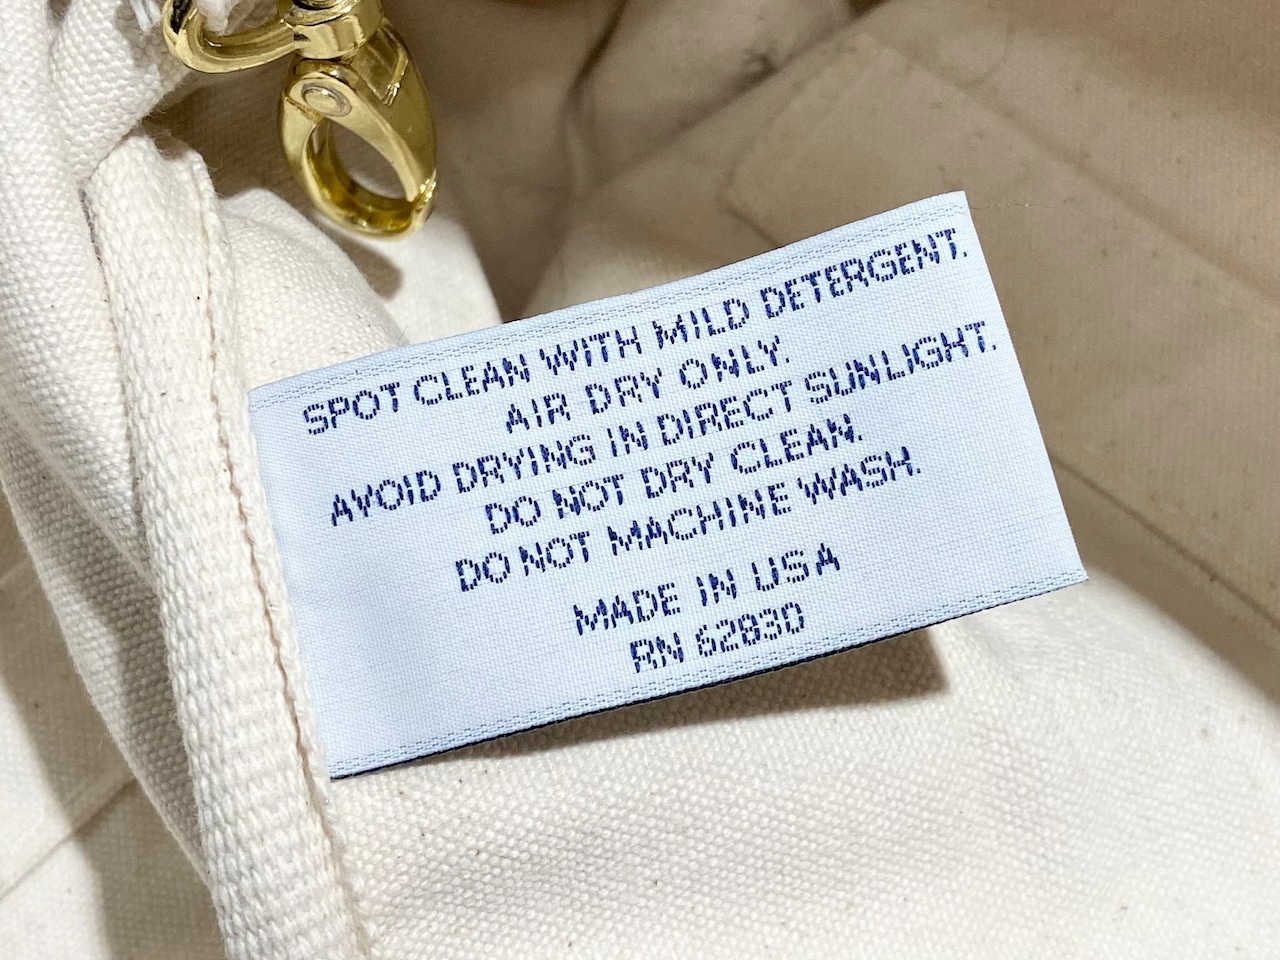 SPOT CLEAN WITH MILD DETERGENT.
AIR DRY ONLY.
AVOID DRYING IN DIRECT SUNLIGHT.
DO NOT DRY CLEAN.
DO NOT MACHINE WASH.
MADE IN USA
RN 62830